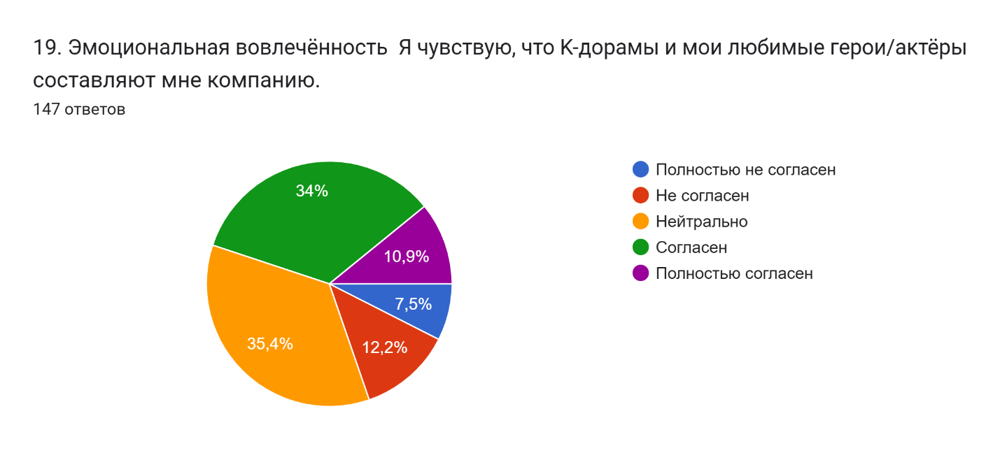 19. Эмоциональная вовлечённость  Я чувствую, что К-дорамы и мои любимые герои/актёры
составляют мне компанию.
147 ответов
34%
10,9%
7,5%
12,2%
35,4%
Полностью не согласен
Не согласен
Нейтрально
Согласен
Полностью согласен